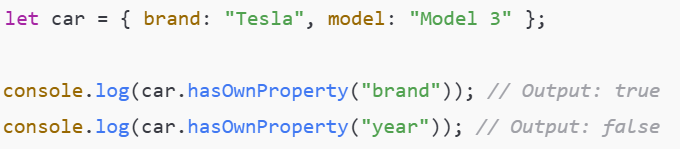 let car = { brand: "Tesla", model: "Model 3" };
console.log(car.hasOwnProperty("brand")); // Output: true
console.log(car.hasOwnProperty("year")); // Output: false